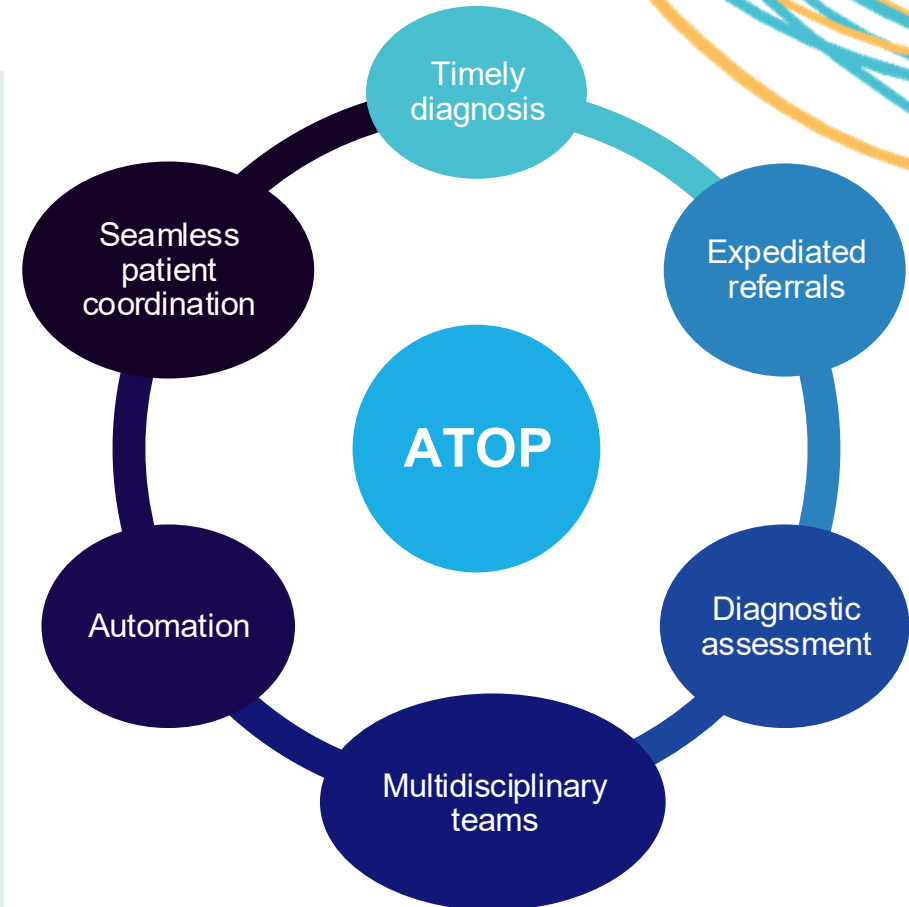 Timely
diagnosis
Expediated
referrals
Diagnostic
assessment
Multidisciplinary
teams
Automation
Seamless
patient
coordination
ATOP